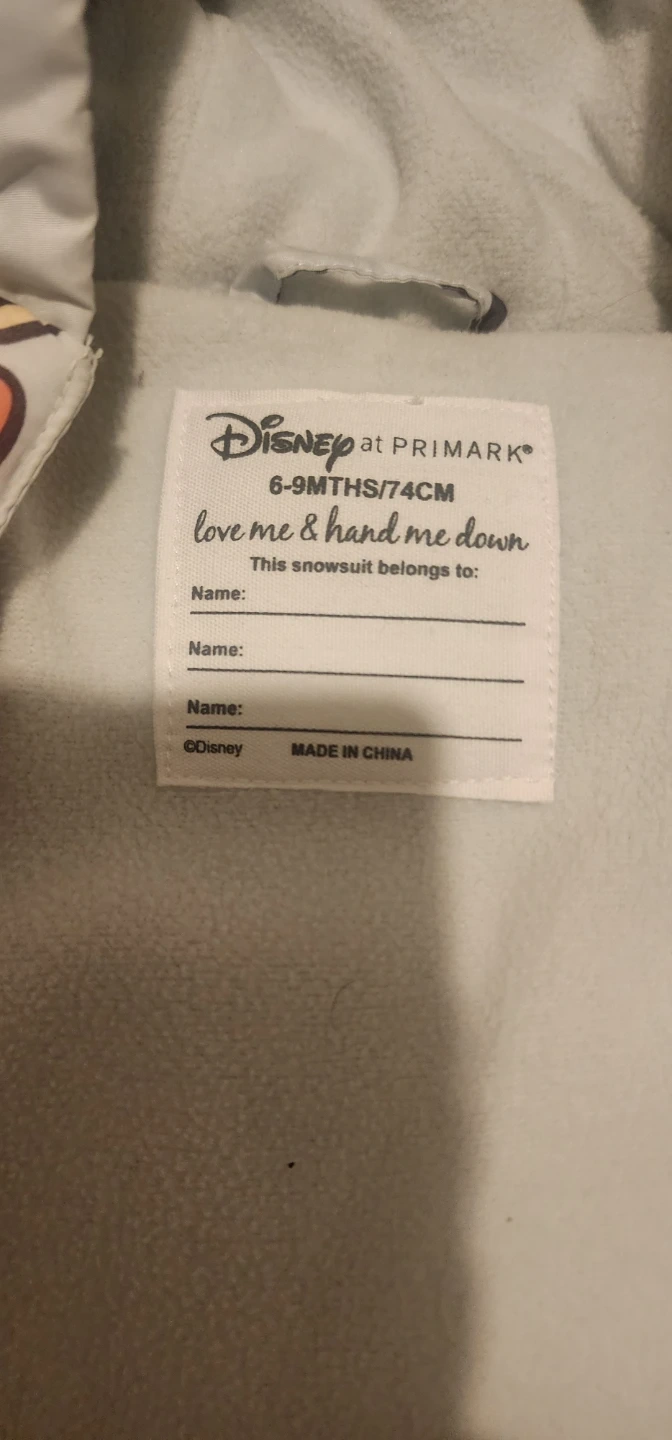 Disney at PRIMARK®
6-9MTHS/74CM
love me & hand me down
This snowsuit belongs to:
Name:
Name:
Name:
©Disney MADE IN CHINA